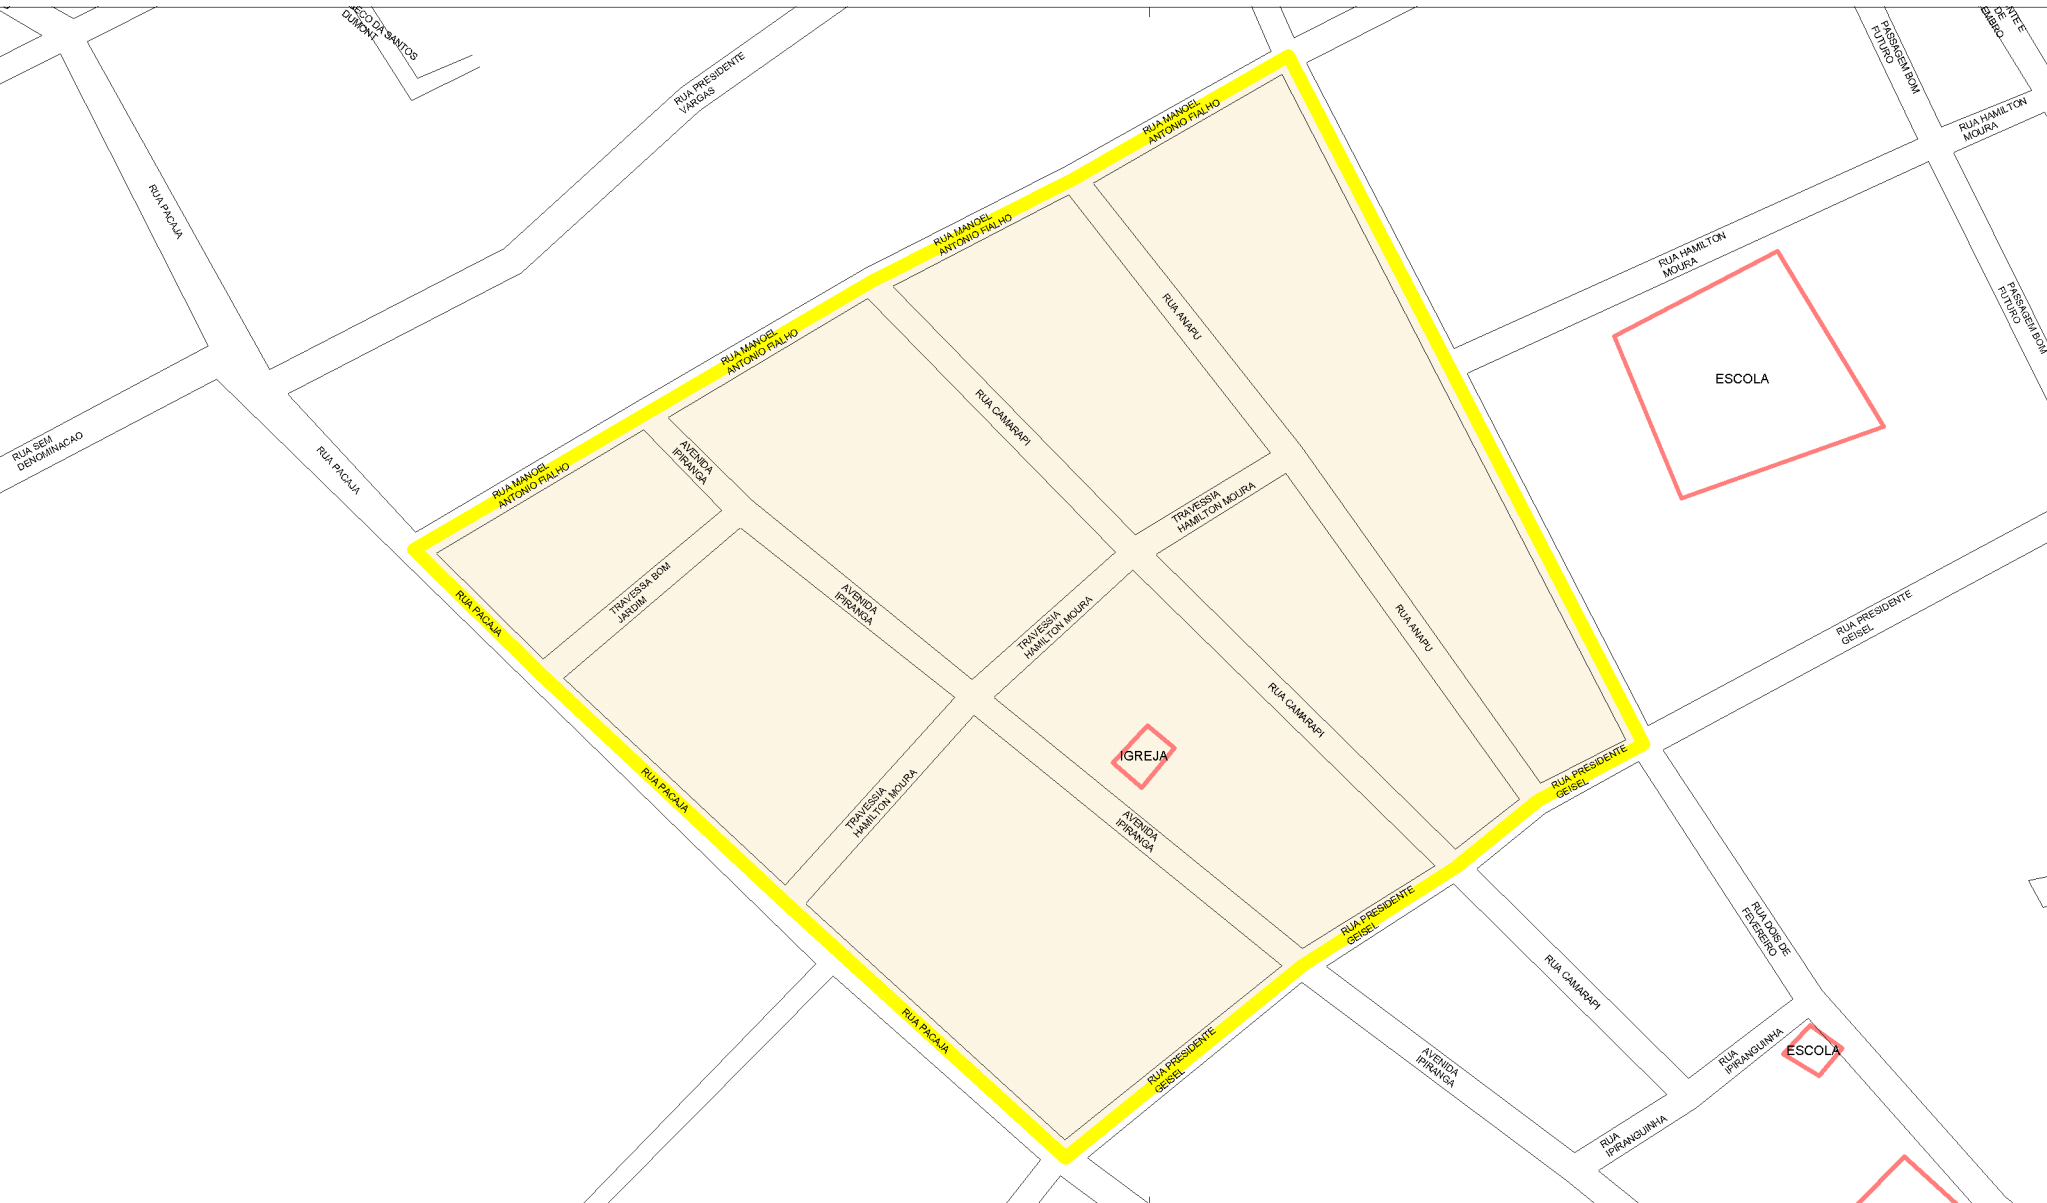 BECO DA SANTOS
DUMONT
RUA PRESIDENTE
VARGAS
PASSAGEM BOM
FUTURO
RUA HAMILTON
MOURA
RUA MANOEL
ANTONIO FIALHO
RUA PACAJA
RUA MANOEL
ANTONIO FIALHO
RUA HAMILTON
MOURA
RUA ANAPU
PASSAGEM BOM
FUTURO
RUA MANOEL
ANTONIO FIALHO
ESCOLA
RUA CAMARAPI
RUA SEM
DENOMINACAO
RUA PACAJA
AVENIDA
IPIRANGA
RUA MANOEL
ANTONIO FIALHO
TRAVESSIA
HAMILTON MOURA
RUA PACAJA
TRAVESSA BOM
JARDIM
AVENIDA
IPIRANGA
TRAVESSIA
HAMILTON MOURA
RUA ANAPU
RUA PRESIDENTE
GEISEL
RUA CAMARAPI
IGREJA
RUA PACAJA
TRAVESSIA
HAMILTON MOURA
AVENIDA
IPIRANGA
RUA PRESIDENTE
GEISEL
RUA PRESIDENTE
GEISEL
RUA DOIS DE
FEVEREIRO
RUA CAMARAPI
RUA PACAJA
RUA PRESIDENTE
GEISEL
AVENIDA
IPIRANGA
RUA
IPIRANGUINHA
ESCOLA
RUA
IPIRANGUINHA